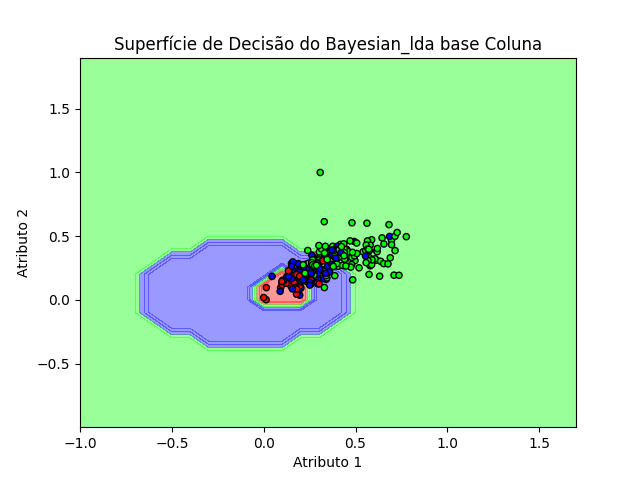 Superfície de Decisão do Bayesian_lda base Coluna
1.5
1.0
0.5
0.0
−0.5
Atributo 2
−1.0 −0.5 0.0 0.5 1.0 1.5
Atributo 1